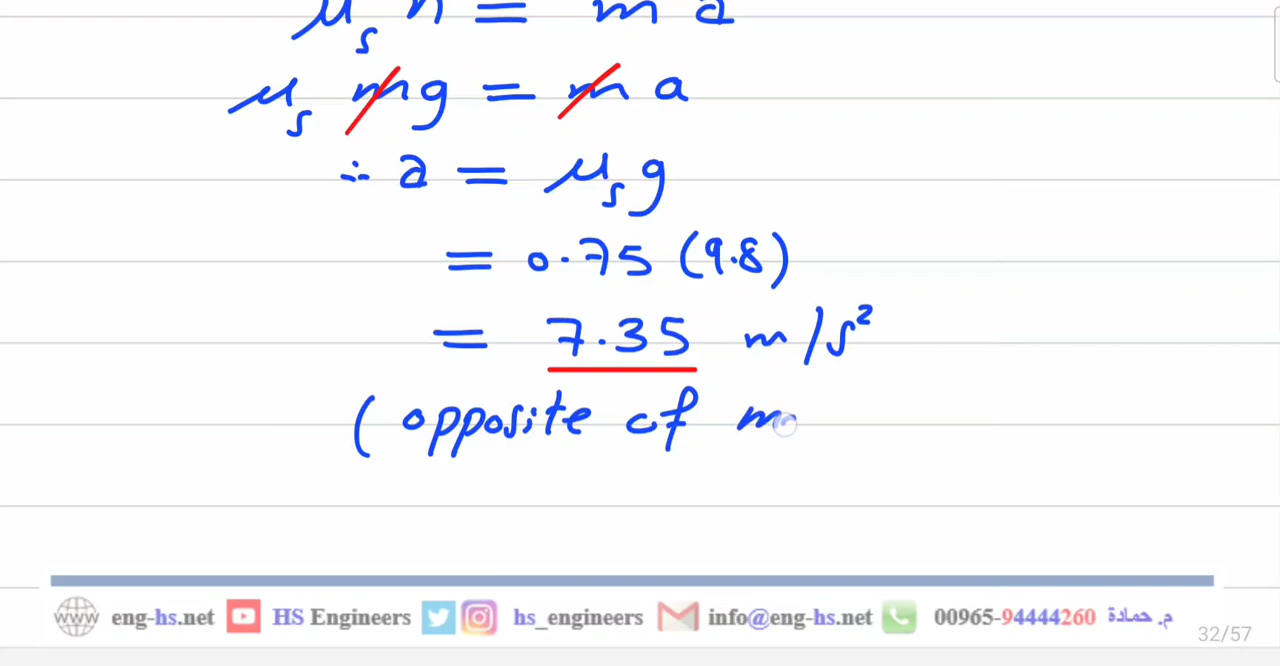 μs n = m a
μs mg = m a
∴ a = μs g
= 0.75 (9.8)
= 7.35 m/s²
( opposite of m
www eng-hs.net HS Engineers hs_engineers info@eng-hs.net 00965-94444260 م. حمادة
32/57